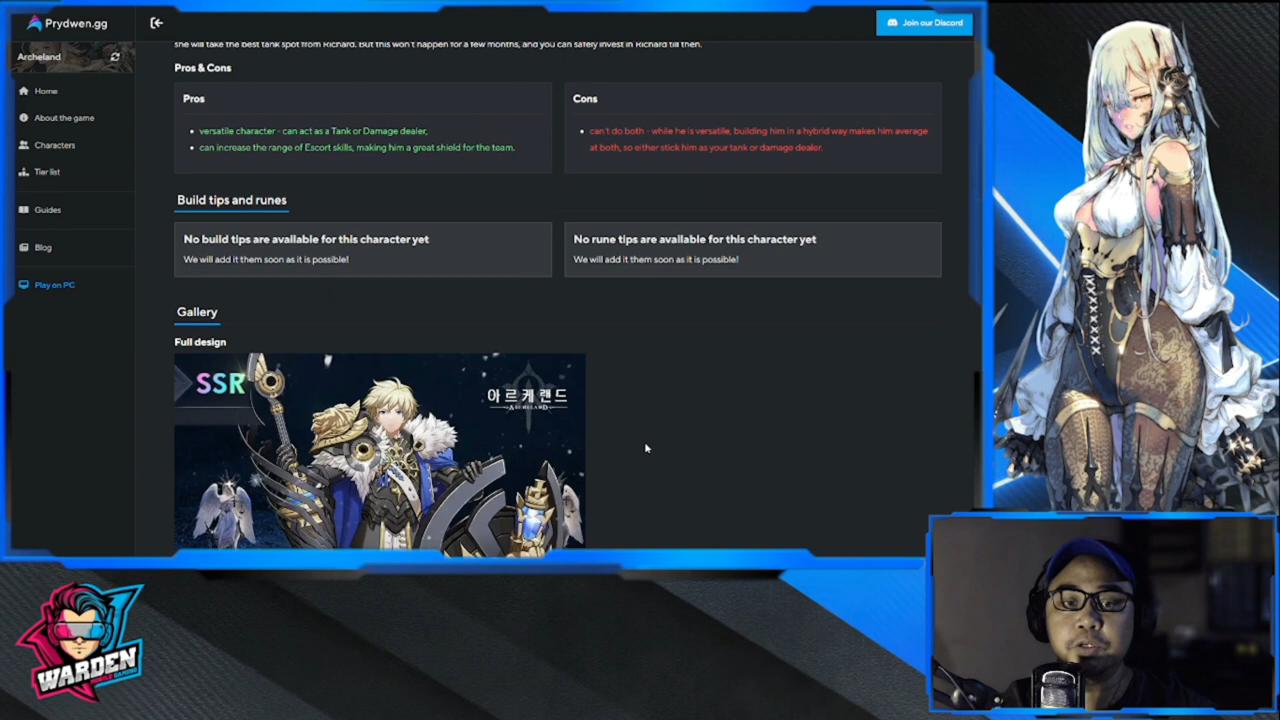 Prydwen.gg
Join our Discord
she will take the best tank spot from Richard. But this won't happen for a few months, and you can safely invest in Richard till then.
Archeland
Pros & Cons
Home
Pros
Cons
About the game
versatile character - can act as a Tank or Damage dealer,
can't do both - while he is versatile, building him in a hybrid way makes him average
Characters
can increase the range of Escort skills, making him a great shield for the team.
at both, so either stick him as your tank or damage dealer.
Tier list
Build tips and runes
Guides
No build tips are available for this character yet
No rune tips are available for this character yet
Blog
We will add it them soon as it is possible!
We will add it them soon as it is possible!
Play on PC
Gallery
Full design
SSR
아르케랜드
ARCHELAND
WARDEN
MOBILE GAMING